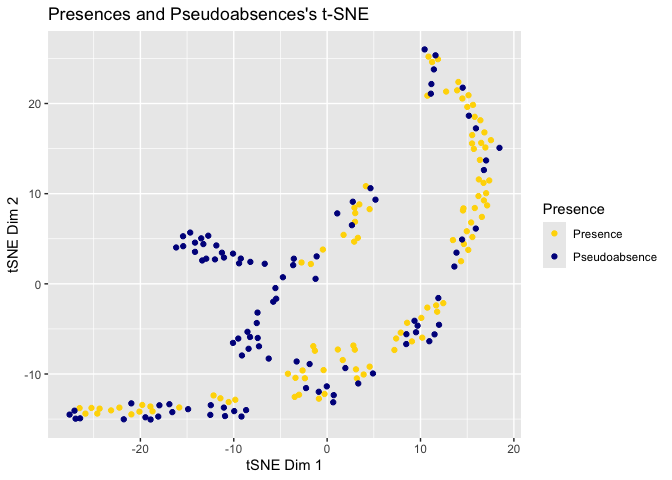 Presences and Pseudoabsences's t-SNE
tSNE Dim 2
20
10
0
-10
-20
-10
0
10
20
tSNE Dim 1
Presence
Presence
Pseudoabsence